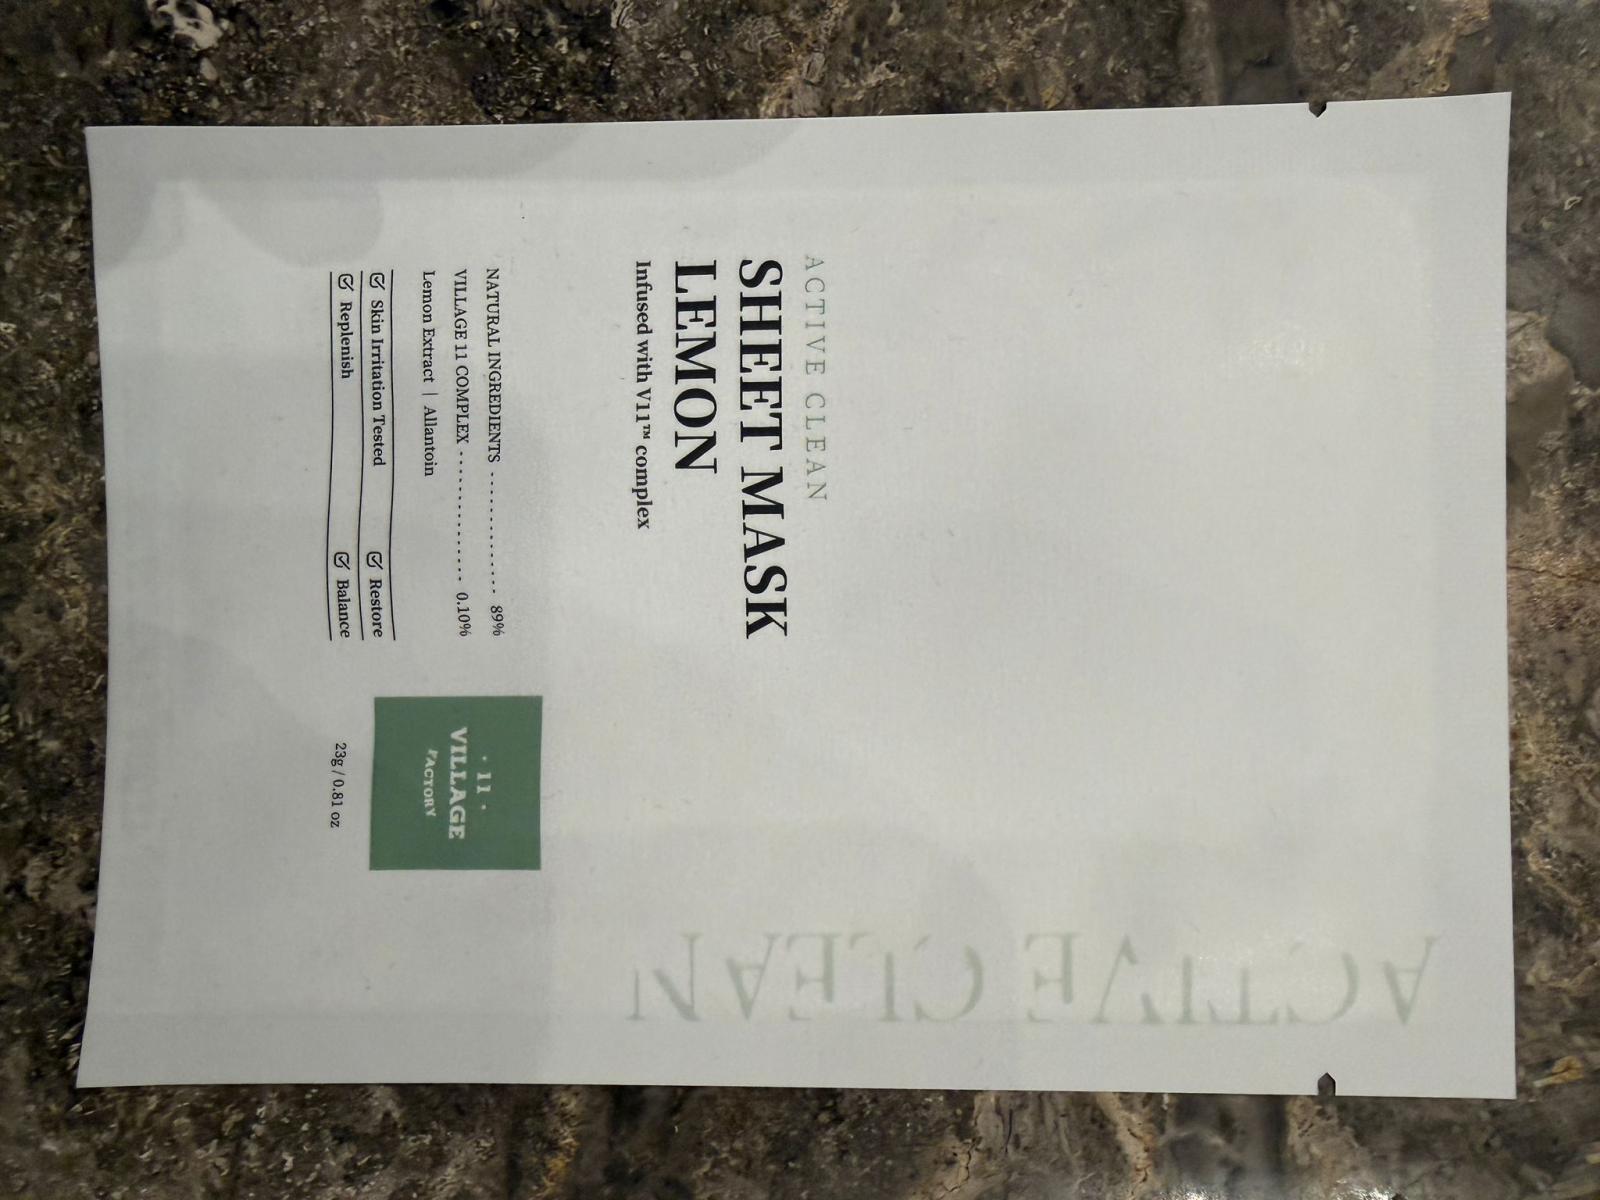 ACTIVE CLEAN
ACTIVE CLEAN
SHEET MASK
LEMON
Infused with V11™ complex
NATURAL INGREDIENTS ------------- 89%
VILLAGE 11 COMPLEX --------------- 0.10%
Lemon Extract | Allantoin
Skin Irritation Tested Restore
Replenish Balance
· 11 ·
VILLAGE
FACTORY
23g / 0.81 oz